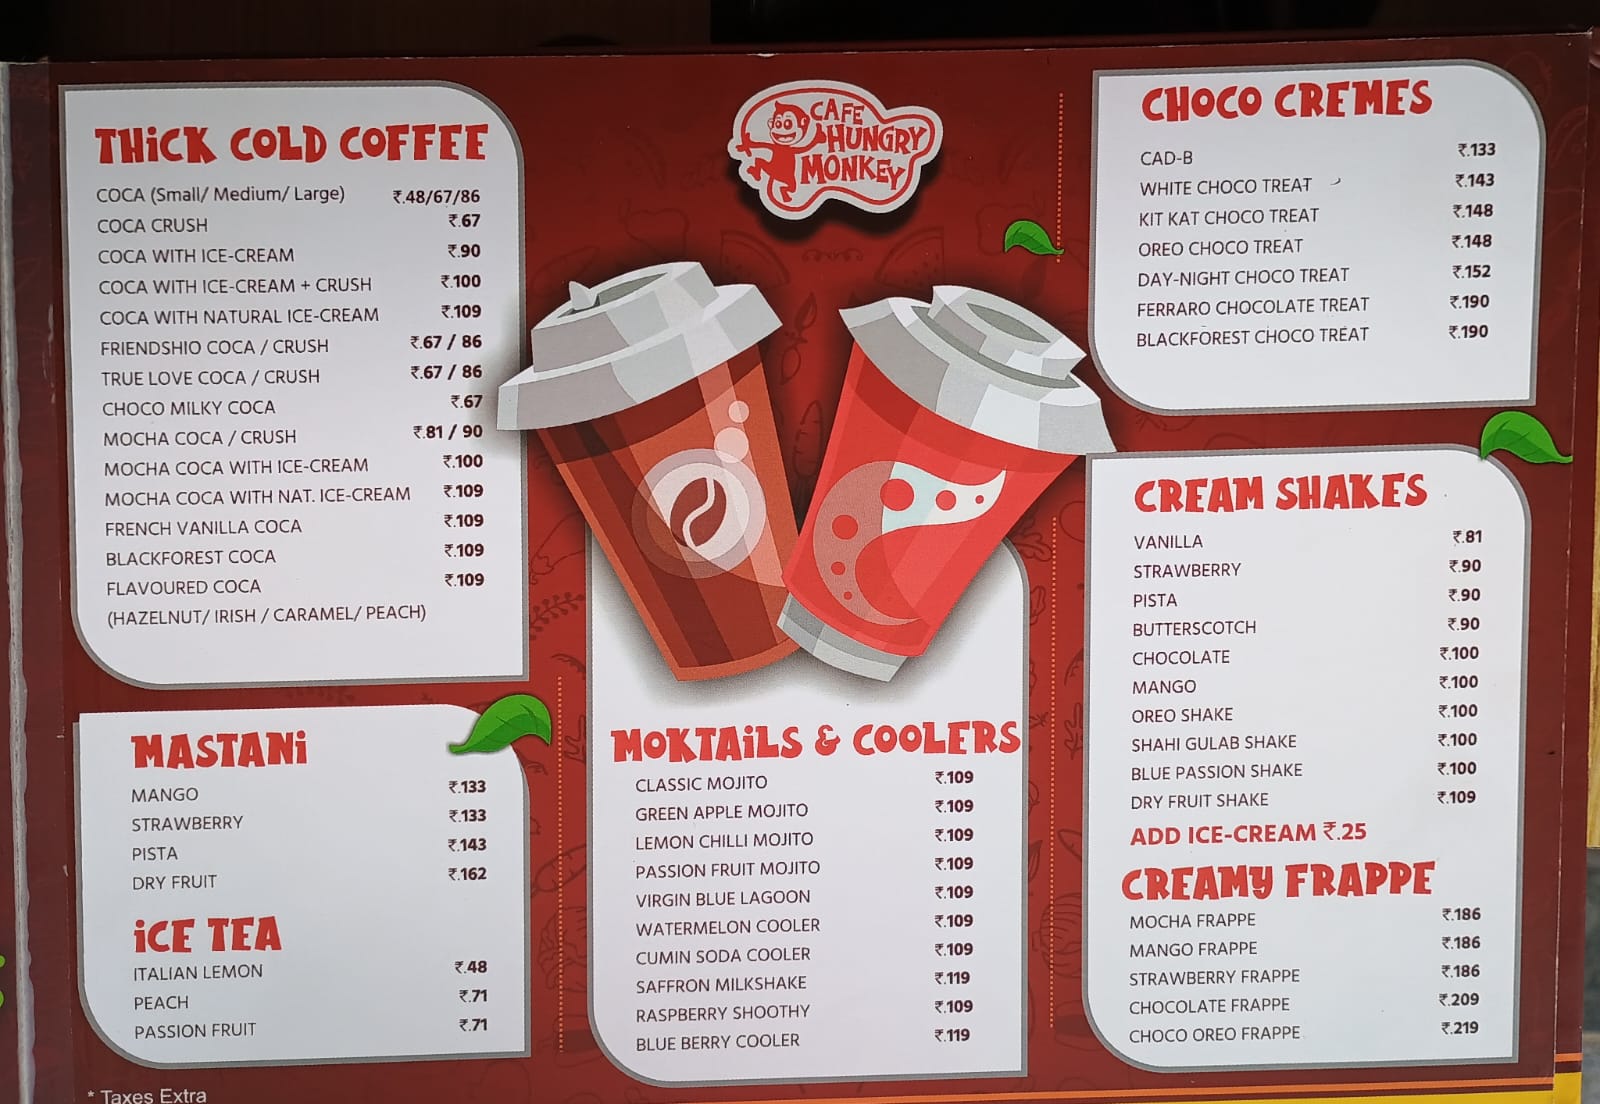 THiCK COLD COFFEE
COCA (Small/ Medium/ Large) ₹.48/67/86
COCA CRUSH ₹.67
COCA WITH ICE-CREAM ₹.90
COCA WITH ICE-CREAM + CRUSH ₹.100
COCA WITH NATURAL ICE-CREAM ₹.109
FRIENDSHIO COCA / CRUSH ₹.67 / 86
TRUE LOVE COCA / CRUSH ₹.67 / 86
CHOCO MILKY COCA ₹.67
MOCHA COCA / CRUSH ₹.81 / 90
MOCHA COCA WITH ICE-CREAM ₹.100
MOCHA COCA WITH NAT. ICE-CREAM ₹.109
FRENCH VANILLA COCA ₹.109
BLACKFOREST COCA ₹.109
FLAVOURED COCA ₹.109
(HAZELNUT/ IRISH / CARAMEL/ PEACH)
MASTANi
MANGO ₹.133
STRAWBERRY ₹.133
PISTA ₹.143
DRY FRUIT ₹.162
iCE TEA
ITALIAN LEMON ₹.48
PEACH ₹.71
PASSION FRUIT ₹.71
* Taxes Extra
CAFE
HUNGRY
MONKEY
MOKTAiLS & COOLERS
CLASSIC MOJITO ₹.109
GREEN APPLE MOJITO ₹.109
LEMON CHILLI MOJITO ₹.109
PASSION FRUIT MOJITO ₹.109
VIRGIN BLUE LAGOON ₹.109
WATERMELON COOLER ₹.109
CUMIN SODA COOLER ₹.109
SAFFRON MILKSHAKE ₹.119
RASPBERRY SHOOTHY ₹.109
BLUE BERRY COOLER ₹.119
CHOCO CREMES
CAD-B ₹.133
WHITE CHOCO TREAT ₹.143
KIT KAT CHOCO TREAT ₹.148
OREO CHOCO TREAT ₹.148
DAY-NIGHT CHOCO TREAT ₹.152
FERRARO CHOCOLATE TREAT ₹.190
BLACKFOREST CHOCO TREAT ₹.190
CREAM SHAKES
VANILLA ₹.81
STRAWBERRY ₹.90
PISTA ₹.90
BUTTERSCOTCH ₹.90
CHOCOLATE ₹.100
MANGO ₹.100
OREO SHAKE ₹.100
SHAHI GULAB SHAKE ₹.100
BLUE PASSION SHAKE ₹.100
DRY FRUIT SHAKE ₹.109
ADD ICE-CREAM ₹.25
CREAMY FRAPPE
MOCHA FRAPPE ₹.186
MANGO FRAPPE ₹.186
STRAWBERRY FRAPPE ₹.186
CHOCOLATE FRAPPE ₹.209
CHOCO OREO FRAPPE ₹.219